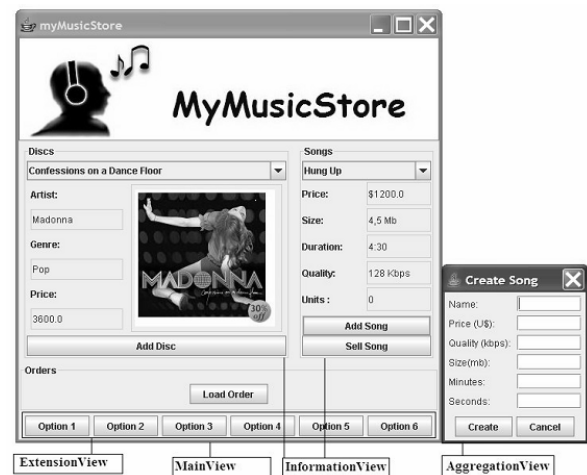 myMusicStore
MyMusicStore
Discs
Confessions on a Dance Floor
Artist:
Madonna
Genre:
Pop
Price:
3600.0
MADONNA
30%
off
Add Disc
Songs
Hung Up
Price:
$1200.0
Size:
4,5 Mb
Duration:
4:30
Quality:
128 Kbps
Units :
0
Add Song
Sell Song
Orders
Load Order
Option 1
Option 2
Option 3
Option 4
Option 5
Option 6
Create Song
Name:
Price (U$):
Quality (kbps):
Size(mb):
Minutes:
Seconds:
Create
Cancel
ExtensionView
MainView
InformationView
AggregationView